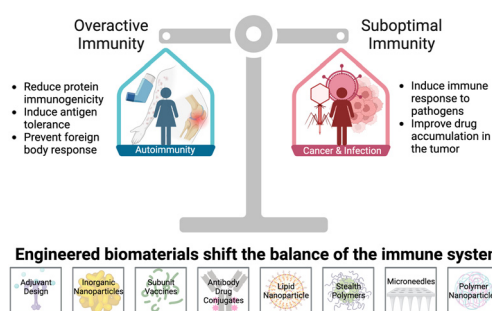 Overactive
Immunity
Suboptimal
Immunity
• Reduce protein
immunogenicity
• Induce antigen
tolerance
• Prevent foreign
body response
Autoimmunity
Cancer & Infection
• Induce immune
response to
pathogens
• Improve drug
accumulation in
the tumor
Engineered biomaterials shift the balance of the immune system
Adjuvant
Design
Inorganic
Nanoparticles
Subunit
Vaccines
Antibody
Drug
Conjugates
Lipid
Nanoparticle
Stealth
Polymers
Microneedles
Polymer
Nanoparticle